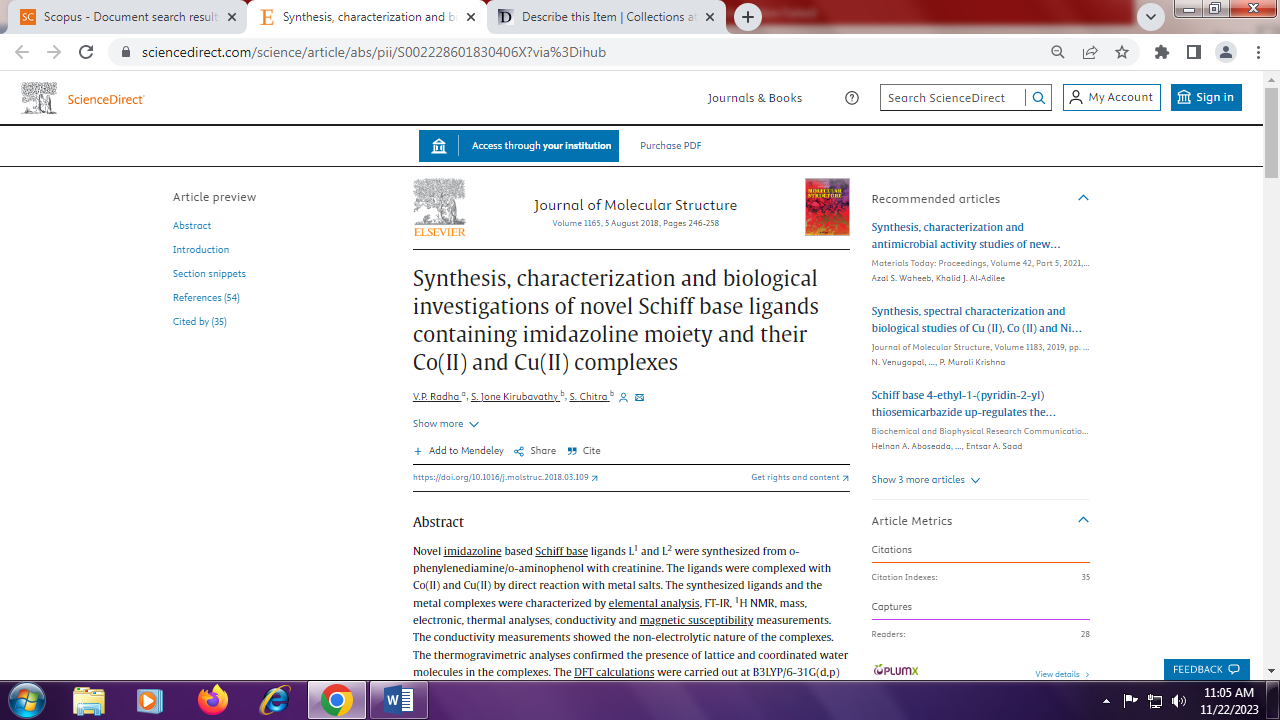 Scopus - Document search result
Synthesis, characterization and b
Describe this Item | Collections a
sciencedirect.com/science/article/abs/pii/S002228601830406X?via%3Dihub
ScienceDirect
Journals & Books
Search ScienceDirect
My Account
Sign in
Access through your institution
Purchase PDF
Article preview
Abstract
Introduction
Section snippets
References (54)
Cited by (35)
ELSEVIER
Journal of Molecular Structure
Volume 1165, 5 August 2018, Pages 246-258
MOLECULAR
STRUCTURE
Synthesis, characterization and biological
investigations of novel Schiff base ligands
containing imidazoline moiety and their
Co(II) and Cu(II) complexes
V.P. Radha a, S. Jone Kirubavathy b, S. Chitra b
Show more
Add to Mendeley Share Cite
https://doi.org/10.1016/j.molstruc.2018.03.109
Get rights and content
Abstract
Novel imidazoline based Schiff base ligands L1 and L2 were synthesized from o-
phenylenediamine/o-aminophenol with creatinine. The ligands were complexed with
Co(II) and Cu(II) by direct reaction with metal salts. The synthesized ligands and the
metal complexes were characterized by elemental analysis, FT-IR, 1H NMR, mass,
electronic, thermal analyses, conductivity and magnetic susceptibility measurements.
The conductivity measurements showed the non-electrolytic nature of the complexes.
The thermogravimetric analyses confirmed the presence of lattice and coordinated water
molecules in the complexes. The DFT calculations were carried out at B3LYP/6-31G(d,p)
Recommended articles
Synthesis, characterization and
antimicrobial activity studies of new…
Materials Today: Proceedings, Volume 42, Part 5, 2021,…
Azal S. Waheeb, Khalid J. Al-Adilee
Synthesis, spectral characterization and
biological studies of Cu (II), Co (II) and Ni…
Journal of Molecular Structure, Volume 1183, 2019, pp. …
N. Venugopal, …, P. Murali Krishna
Schiff base 4-ethyl-1-(pyridin-2-yl)
thiosemicarbazide up-regulates the…
Biochemical and Biophysical Research Communicatio…
Helnan A. Aboseada, …, Entsar A. Saad
Show 3 more articles
Article Metrics
Citations
Citation Indexes: 35
Captures
Readers: 28
PLUMX
View details
FEEDBACK
11:05 AM
11/22/2023